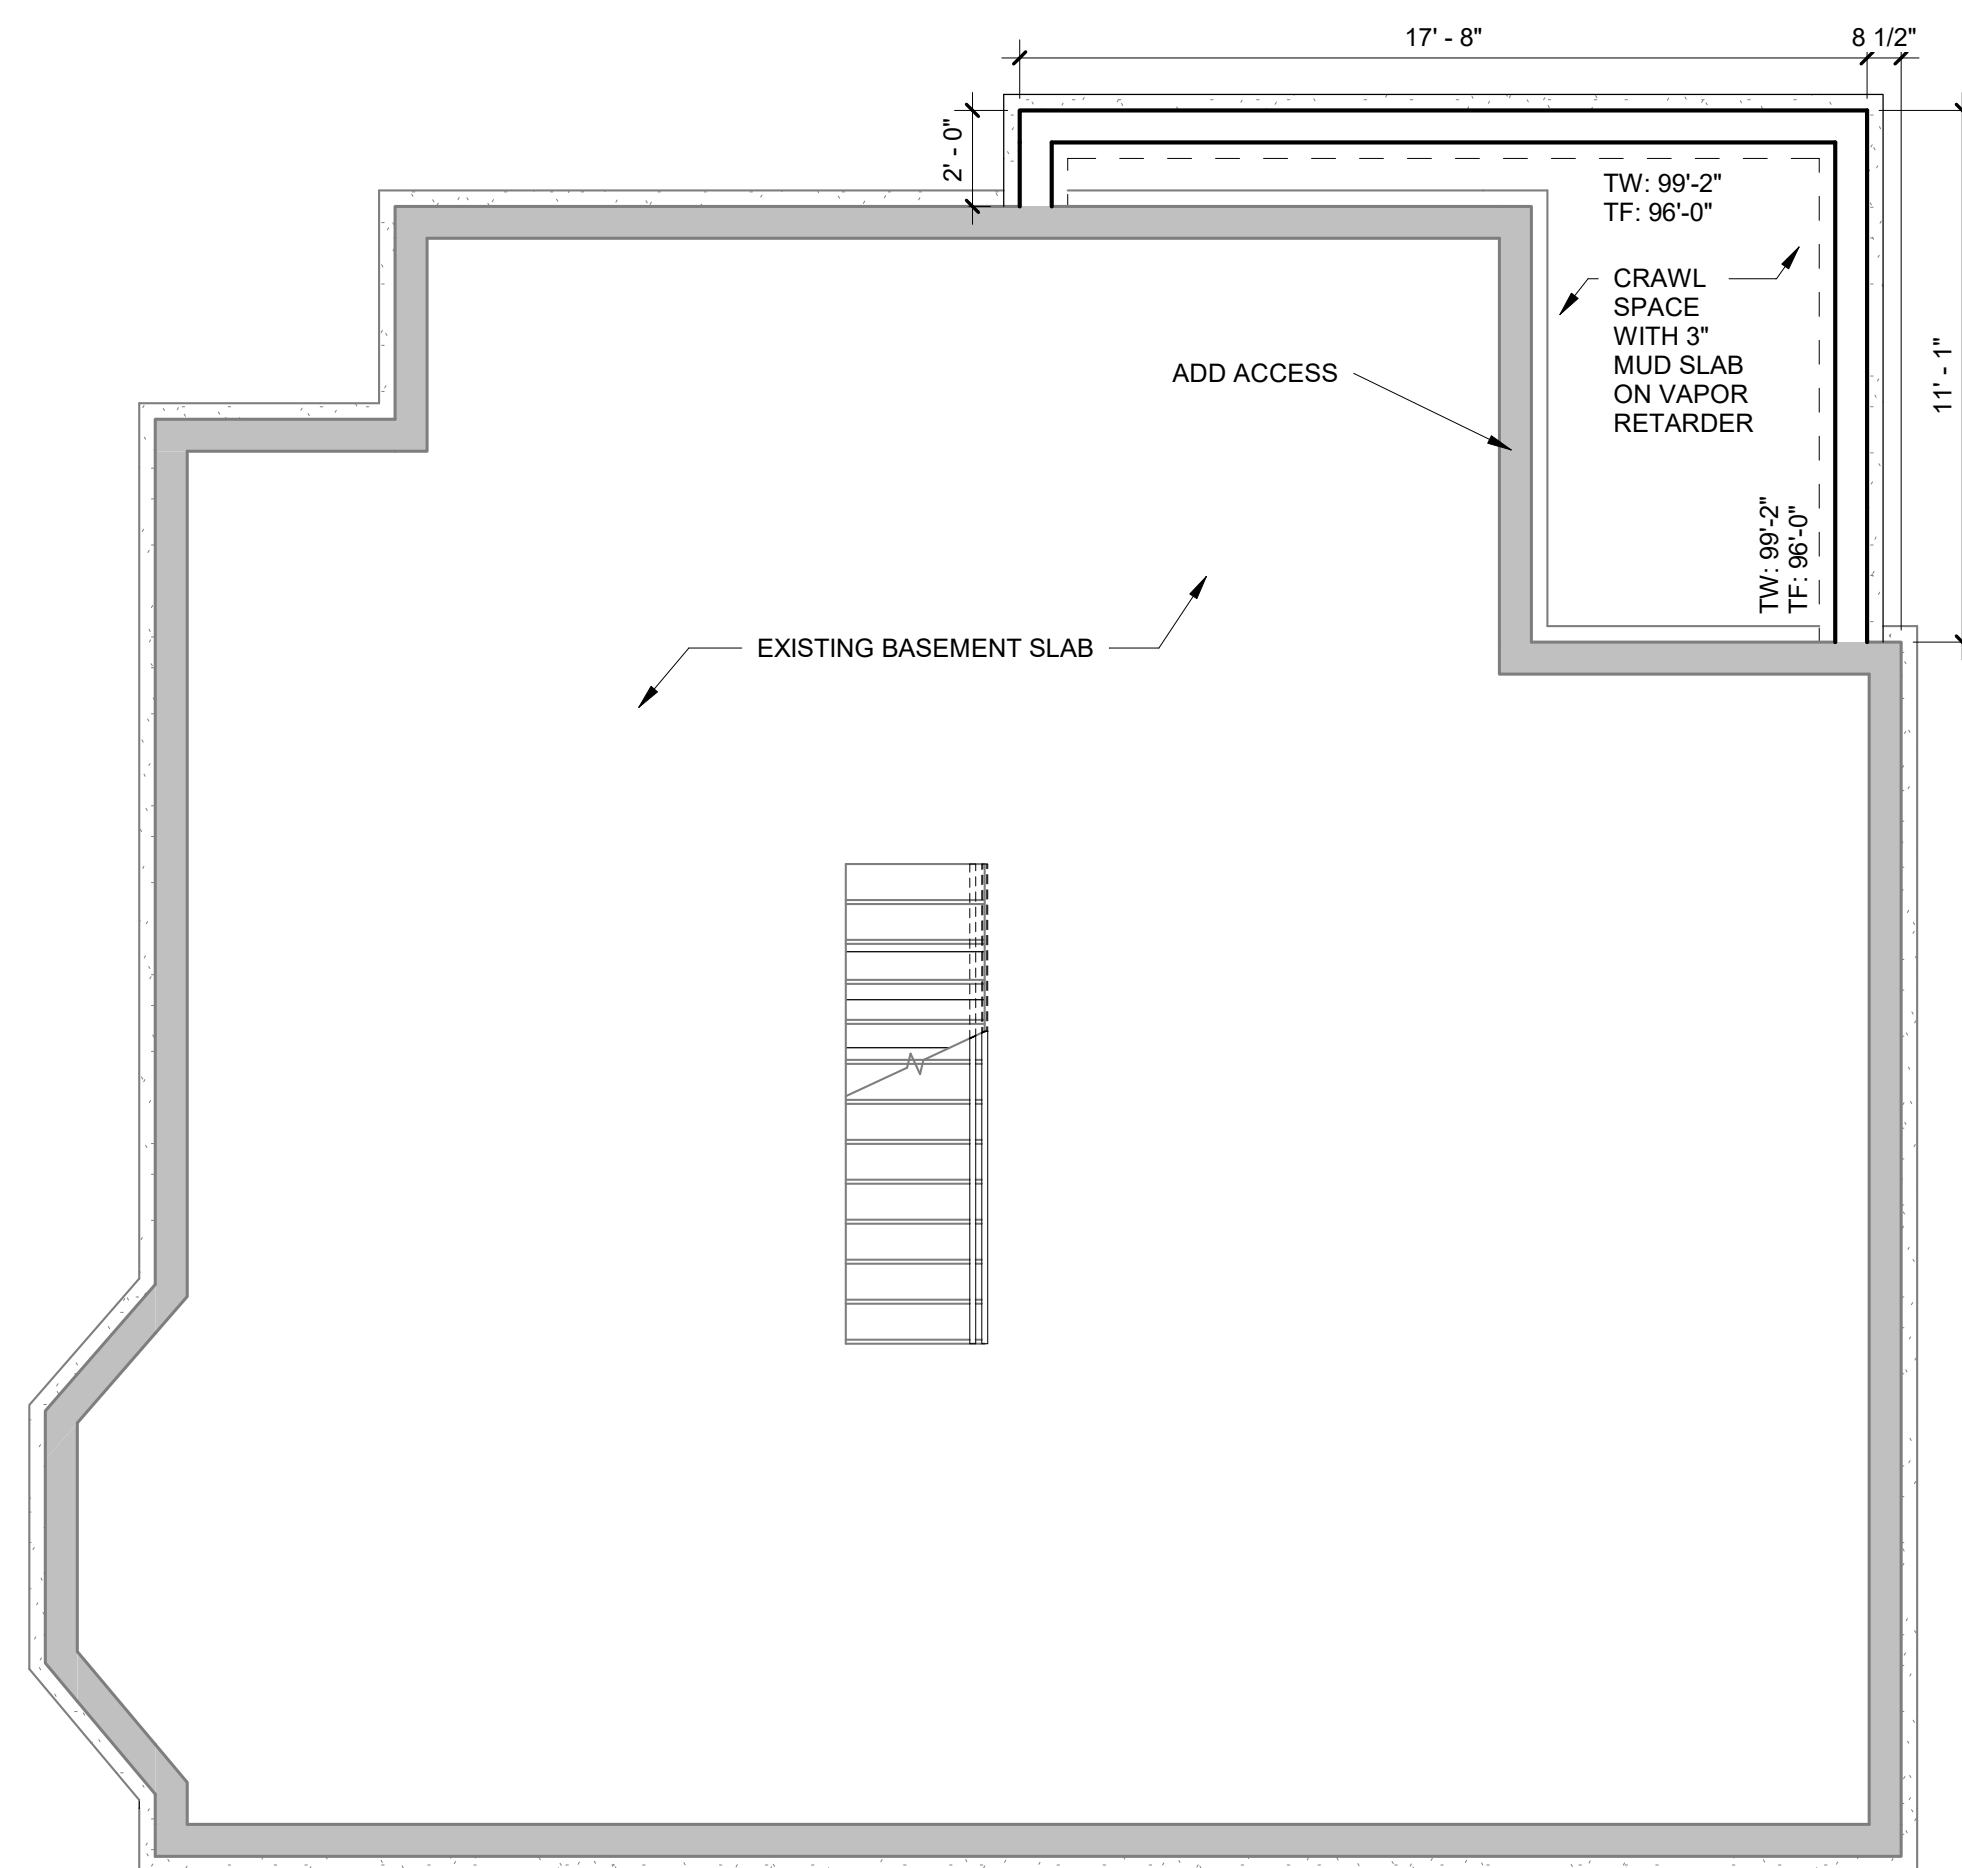 17' - 8"
8 1/2"
2' - 0"
TW: 99'-2"
TF: 96'-0"
CRAWL
SPACE
WITH 3"
MUD SLAB
ON VAPOR
RETARDER
11' - 1"
ADD ACCESS
TW: 99'-2"
TF: 96'-0"
EXISTING BASEMENT SLAB